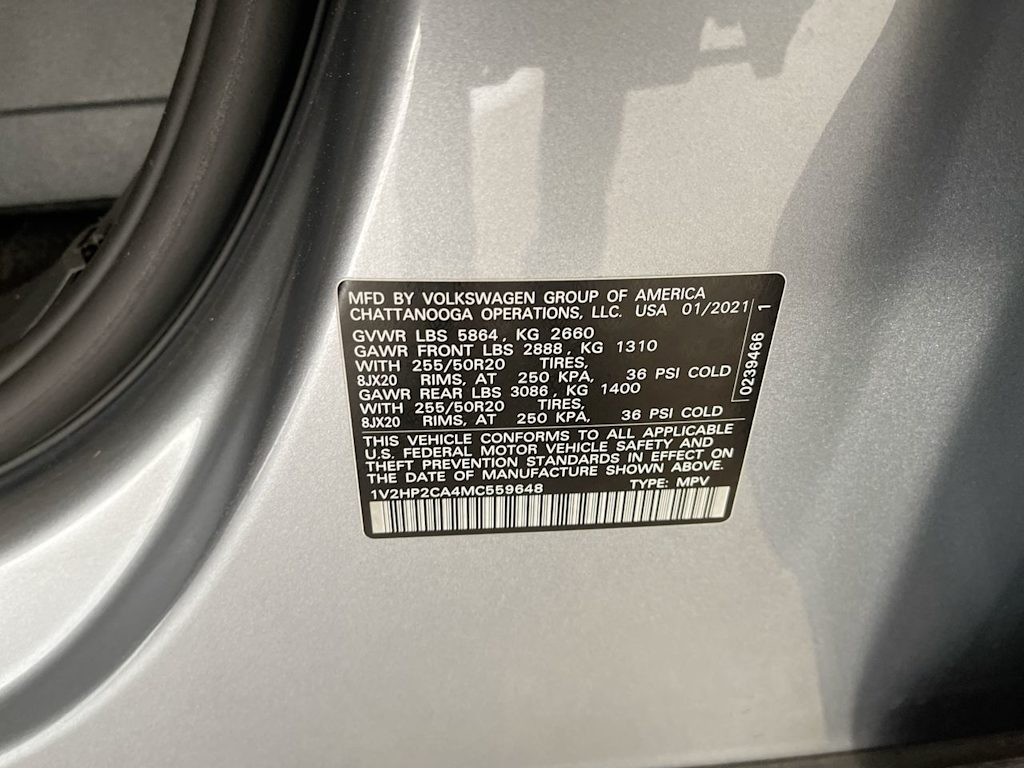 MFD BY VOLKSWAGEN GROUP OF AMERICA
CHATTANOOGA OPERATIONS, LLC. USA 01/2021
GVWR LBS 5864, KG 2660
GAWR FRONT LBS 2888, KG 1310
WITH 255/50R20 TIRES,
8JX20 RIMS, AT 250 KPA, 36 PSI COLD
GAWR REAR LBS 3086, KG 1400
WITH 255/50R20 TIRES,
8JX20 RIMS, AT 250 KPA, 36 PSI COLD
0239466 1
THIS VEHICLE CONFORMS TO ALL APPLICABLE
U.S. FEDERAL MOTOR VEHICLE SAFETY AND
THEFT PREVENTION STANDARDS IN EFFECT ON
THE DATE OF MANUFACTURE SHOWN ABOVE.
1V2HP2CA4MC559648 TYPE: MPV